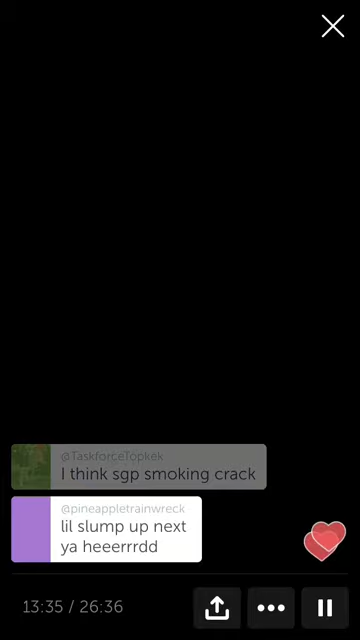 @TaskforceTopkek
I think sgp smoking crack
@pineappletrainwreck
lil slump up next
ya heeerrrdd
13:35 / 26:36